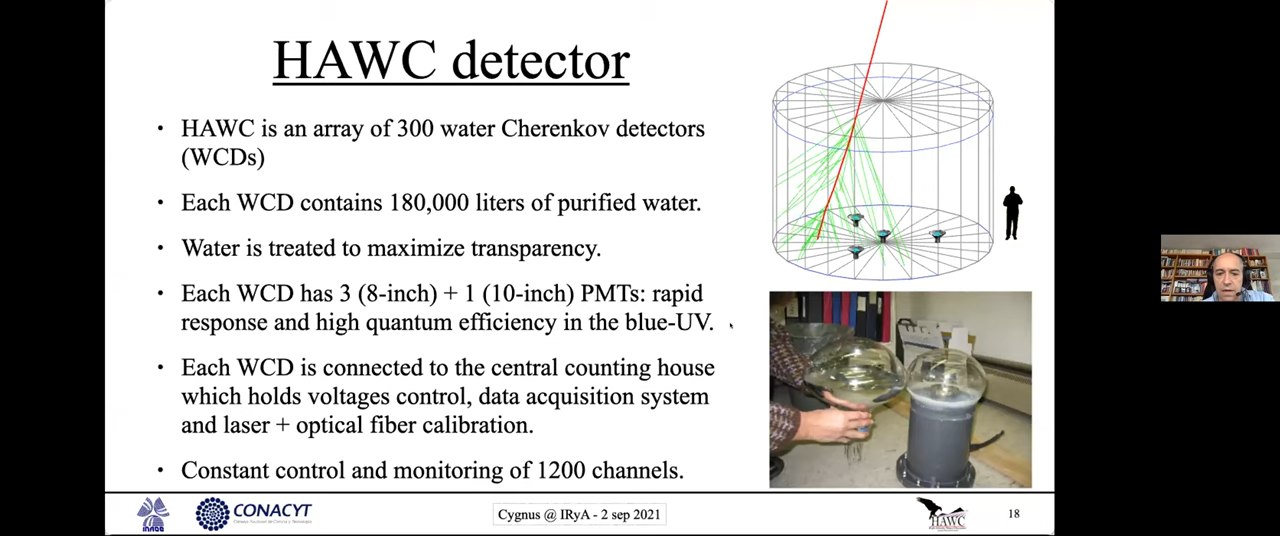 HAWC detector
• HAWC is an array of 300 water Cherenkov detectors
(WCDs)
• Each WCD contains 180,000 liters of purified water.
• Water is treated to maximize transparency.
• Each WCD has 3 (8-inch) + 1 (10-inch) PMTs: rapid
response and high quantum efficiency in the blue-UV.
• Each WCD is connected to the central counting house
which holds voltages control, data acquisition system
and laser + optical fiber calibration.
• Constant control and monitoring of 1200 channels.
CONACYT
Cygnus @ IRyA - 2 sep 2021
HAWC
18